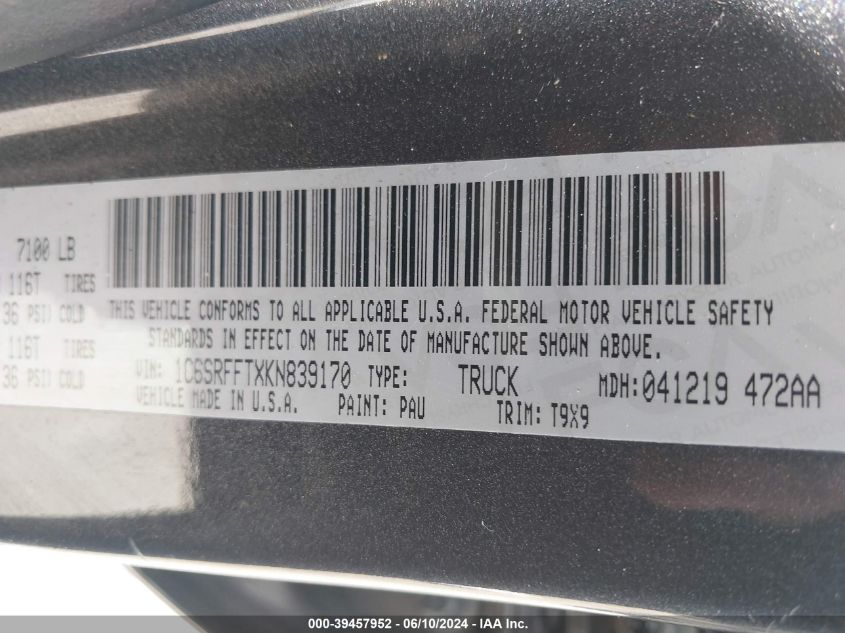 7100 LB
116T TIRES
36 PSI) COLD
116T TIRES
36 PSI) COLD
THIS VEHICLE CONFORMS TO ALL APPLICABLE U.S.A. FEDERAL MOTOR VEHICLE SAFETY
STANDARDS IN EFFECT ON THE DATE OF MANUFACTURE SHOWN ABOVE.
VIN: 1C6SRFFTXKN839170 TYPE: TRUCK MDH:041219 472AA
VEHICLE MADE IN U.S.A. PAINT: PAU TRIM: T9X9
000-39457952 - 06/10/2024 - IAA Inc.